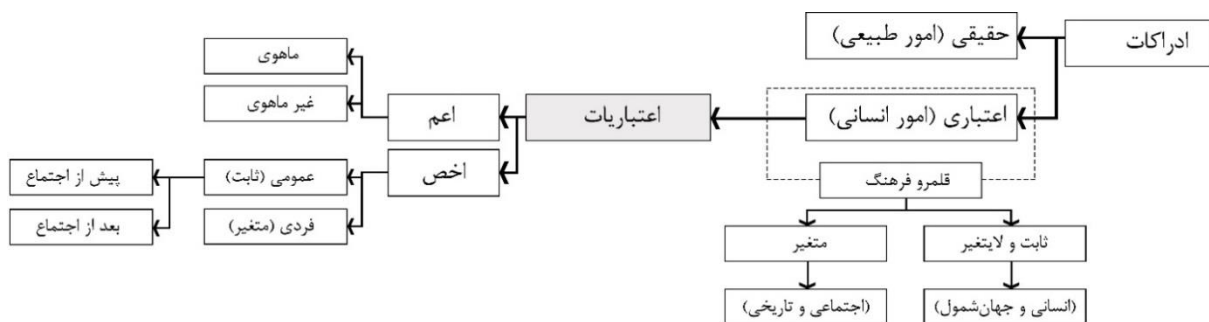 ادراکات
حقیقی (امور طبیعی)
اعتباری (امور انسانی)
قلمرو فرهنگ
ثابت و لایتغیر
(انسانی و جهان‌شمول)
متغیر
(اجتماعی و تاریخی)
اعتباریات
اعم
ماهوی
غیر ماهوی
اخص
عمومی (ثابت)
فردی (متغیر)
پیش از اجتماع
بعد از اجتماع